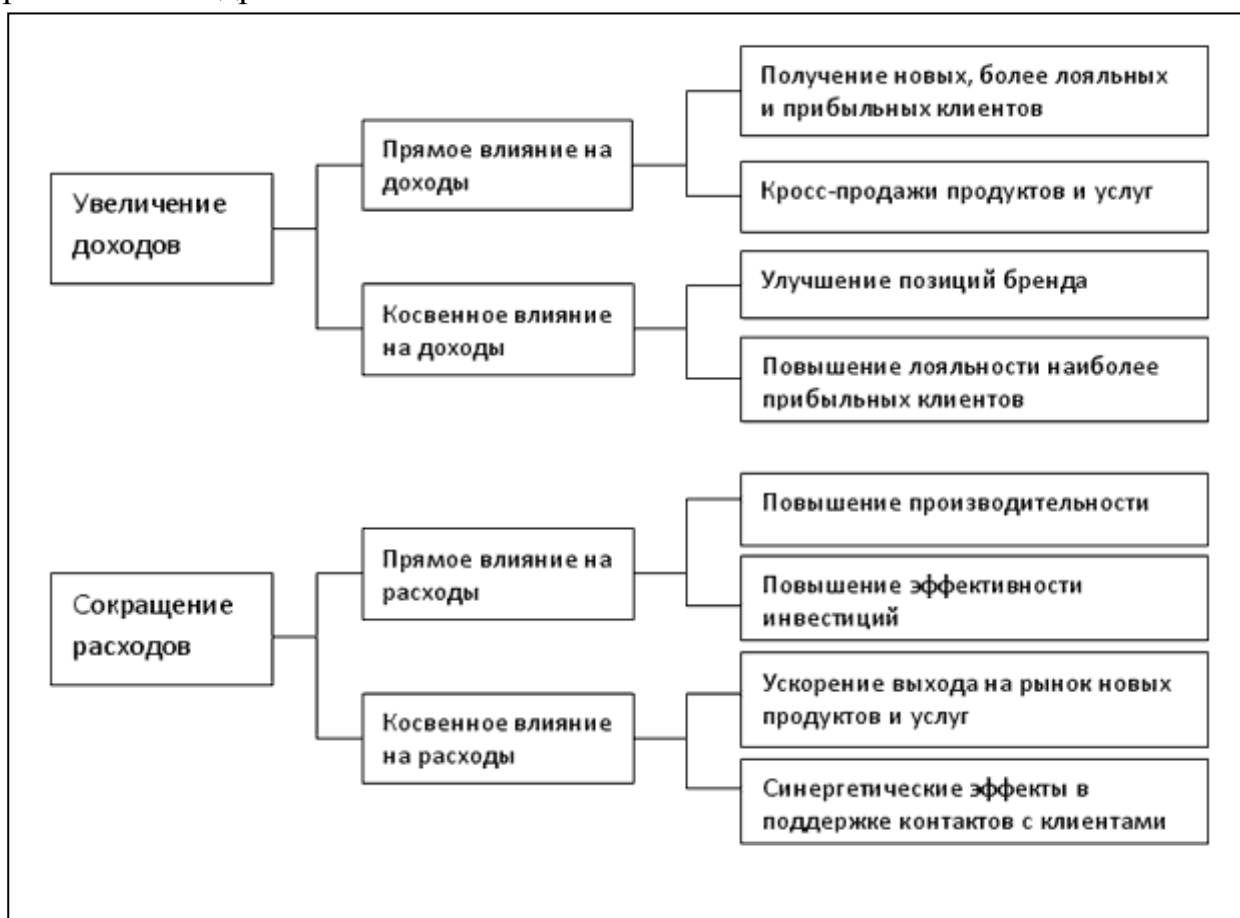 Увеличение
доходов
Прямое влияние на
доходы
Получение новых, более лояльных
и прибыльных клиентов
Кросс-продажи продуктов и услуг
Косвенное влияние
на доходы
Улучшение позиций бренда
Повышение лояльности наиболее
прибыльных клиентов
Сокращение
расходов
Прямое влияние на
расходы
Повышение производительности
Повышение эффективности
инвестиций
Косвенное влияние
на расходы
Ускорение выхода на рынок новых
продуктов и услуг
Синергетические эффекты в
поддержке контактов с клиентами